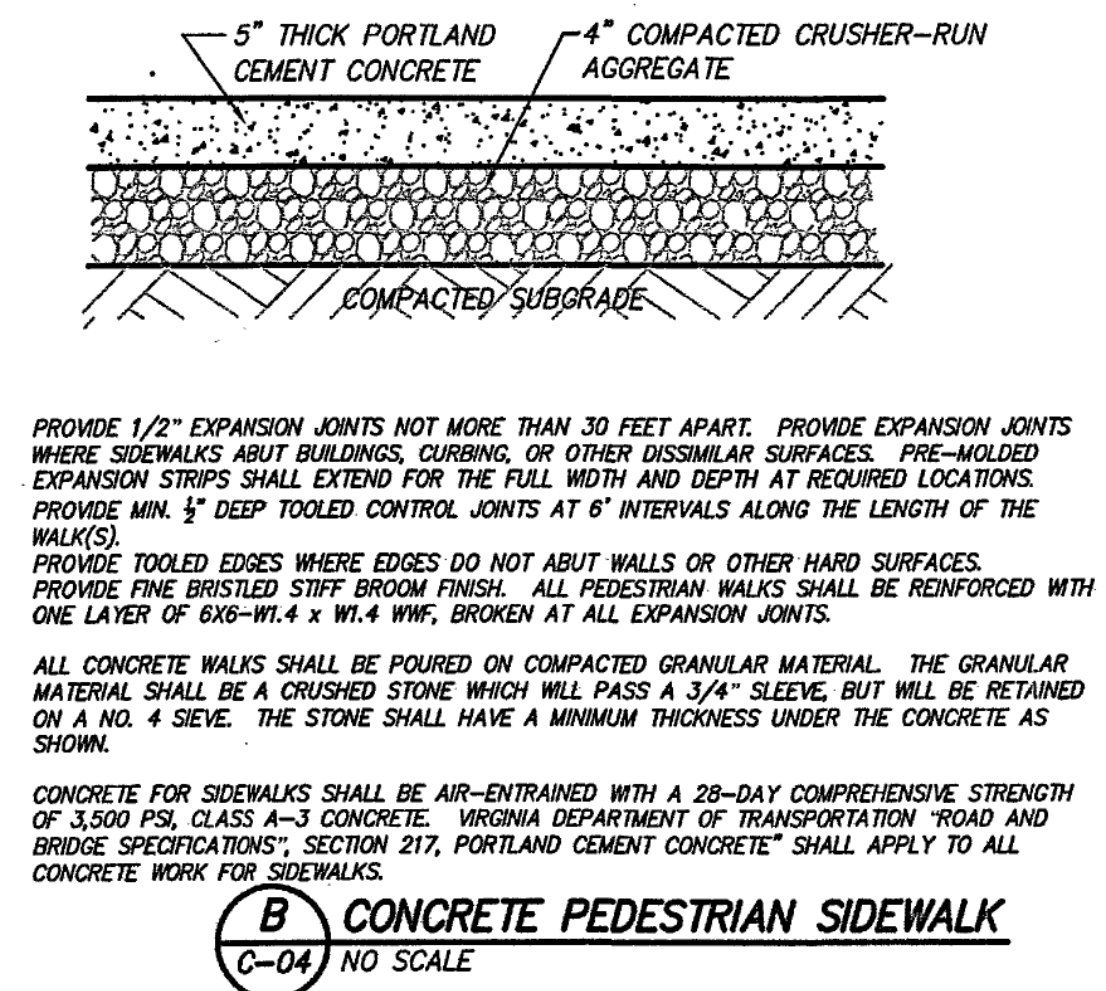 5" THICK PORTLAND
CEMENT CONCRETE
4" COMPACTED CRUSHER-RUN
AGGREGATE
COMPACTED SUBGRADE
PROVIDE 1/2" EXPANSION JOINTS NOT MORE THAN 30 FEET APART. PROVIDE EXPANSION JOINTS
WHERE SIDEWALKS ABUT BUILDINGS, CURBING, OR OTHER DISSIMILAR SURFACES. PRE-MOLDED
EXPANSION STRIPS SHALL EXTEND FOR THE FULL WIDTH AND DEPTH AT REQUIRED LOCATIONS.
PROVIDE MIN. ½" DEEP TOOLED CONTROL JOINTS AT 6' INTERVALS ALONG THE LENGTH OF THE
WALK(S).
PROVIDE TOOLED EDGES WHERE EDGES DO NOT ABUT WALLS OR OTHER HARD SURFACES.
PROVIDE FINE BRISTLED STIFF BROOM FINISH. ALL PEDESTRIAN WALKS SHALL BE REINFORCED WITH
ONE LAYER OF 6X6-W1.4 x W1.4 WWF, BROKEN AT ALL EXPANSION JOINTS.
ALL CONCRETE WALKS SHALL BE POURED ON COMPACTED GRANULAR MATERIAL. THE GRANULAR
MATERIAL SHALL BE A CRUSHED STONE WHICH WILL PASS A 3/4" SLEEVE, BUT WILL BE RETAINED
ON A NO. 4 SIEVE. THE STONE SHALL HAVE A MINIMUM THICKNESS UNDER THE CONCRETE AS
SHOWN.
CONCRETE FOR SIDEWALKS SHALL BE AIR-ENTRAINED WITH A 28-DAY COMPREHENSIVE STRENGTH
OF 3,500 PSI, CLASS A-3 CONCRETE. VIRGINIA DEPARTMENT OF TRANSPORTATION "ROAD AND
BRIDGE SPECIFICATIONS", SECTION 217, PORTLAND CEMENT CONCRETE" SHALL APPLY TO ALL
CONCRETE WORK FOR SIDEWALKS.
B CONCRETE PEDESTRIAN SIDEWALK
C-04 NO SCALE